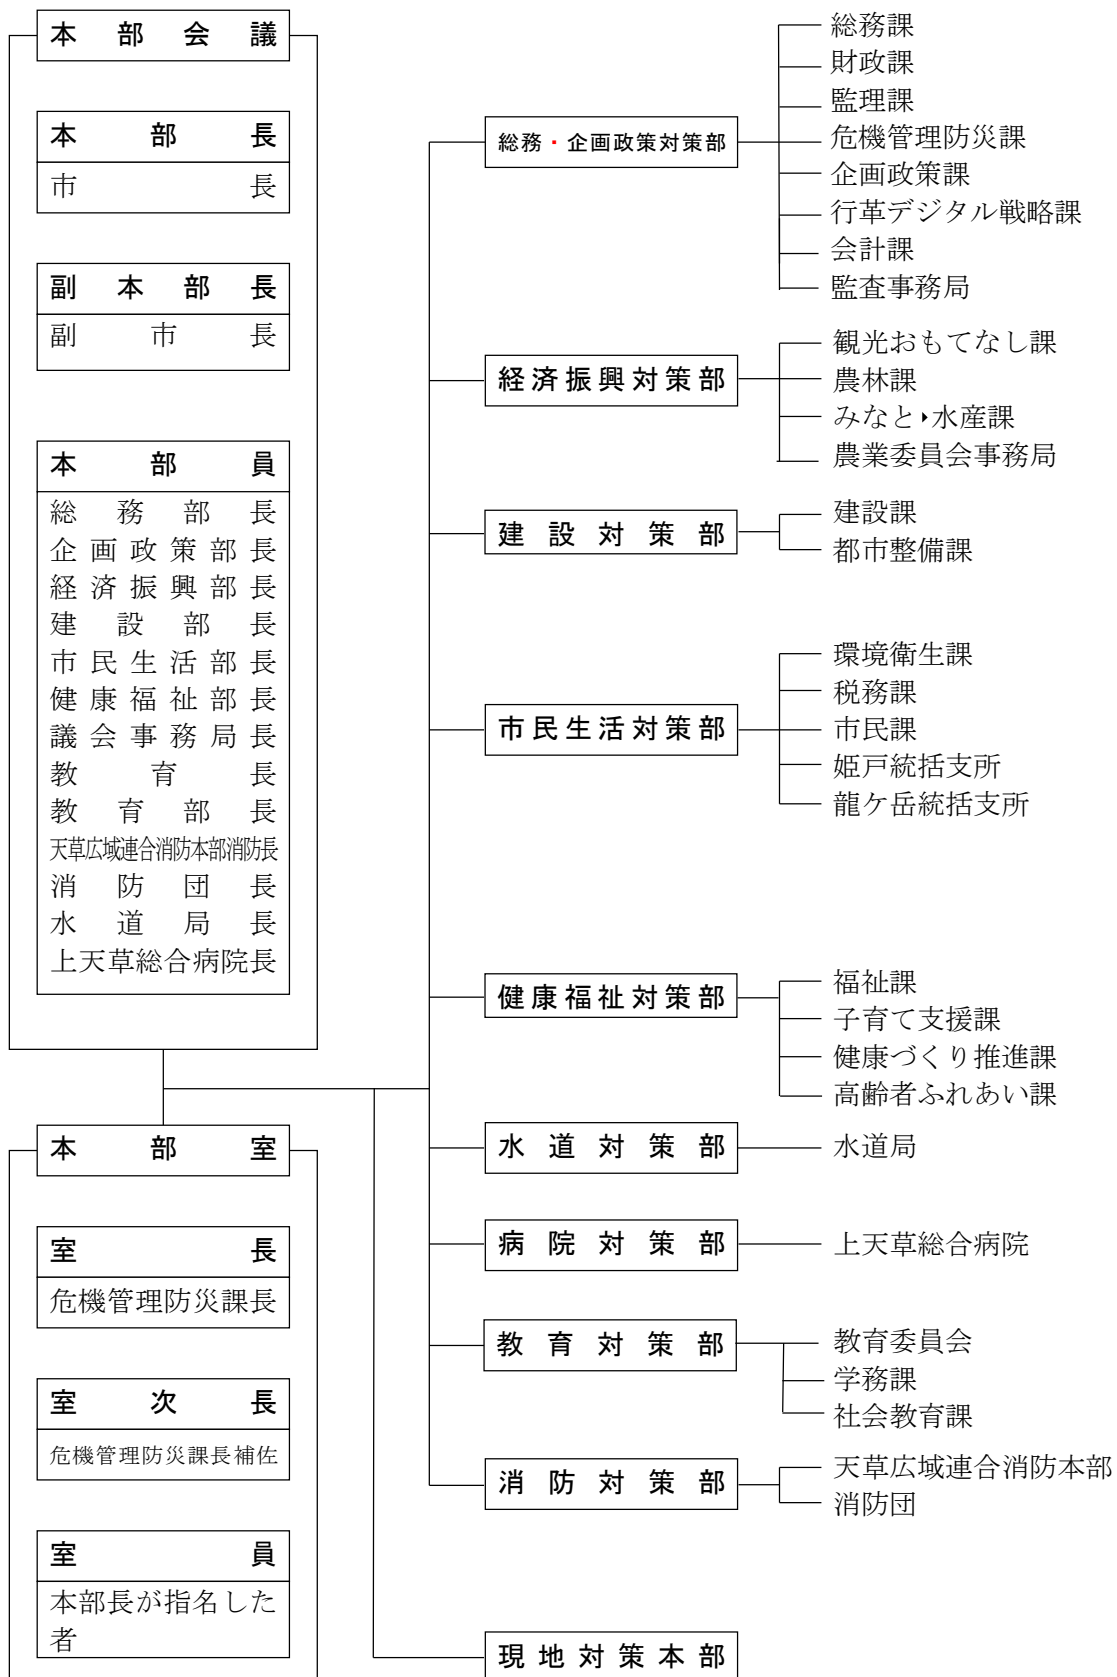 本部会議
本部長
市長
副本部長
副市長
本部員
総務部長
企画政策部長
経済振興部長
建設部長
市民生活部長
健康福祉部長
議会事務局長
教育長
教育部長
天草広域連合消防本部消防長
消防団長
水道局長
上天草総合病院長
本部室
室長
危機管理防災課長
室次長
危機管理防災課長補佐
室員
本部長が指名した
者
総務・企画政策対策部
総務課
財政課
監理課
危機管理防災課
企画政策課
行革デジタル戦略課
会計課
監査事務局
経済振興対策部
観光おもてなし課
農林課
みなと・水産課
農業委員会事務局
建設対策部
建設課
都市整備課
市民生活対策部
環境衛生課
税務課
市民課
姫戸統括支所
龍ケ岳統括支所
健康福祉対策部
福祉課
子育て支援課
健康づくり推進課
高齢者ふれあい課
水道対策部
水道局
病院対策部
上天草総合病院
教育対策部
教育委員会
学務課
社会教育課
消防対策部
天草広域連合消防本部
消防団
現地対策本部